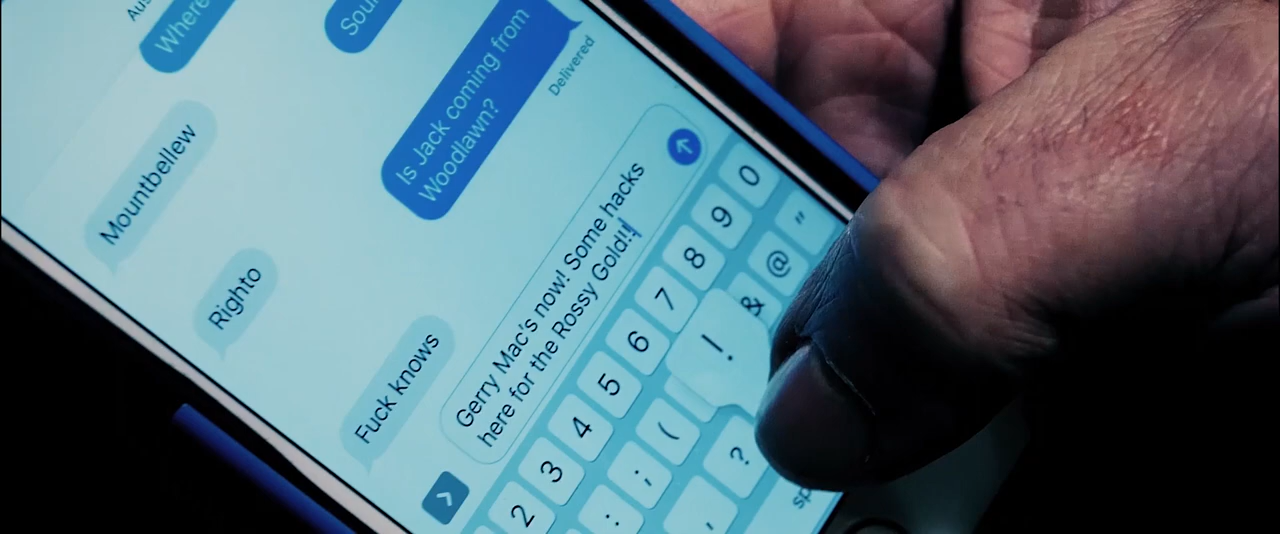 Where
Sou
Mountbellew
Is Jack coming from
Woodlawn?
Delivered
Righto
Fuck knows
Gerry Mac's now! Some hacks
here for the Rossy Gold!!
2 3 4 5 6 7 8 9 0
: ; ( & @ "
, ? !
sp